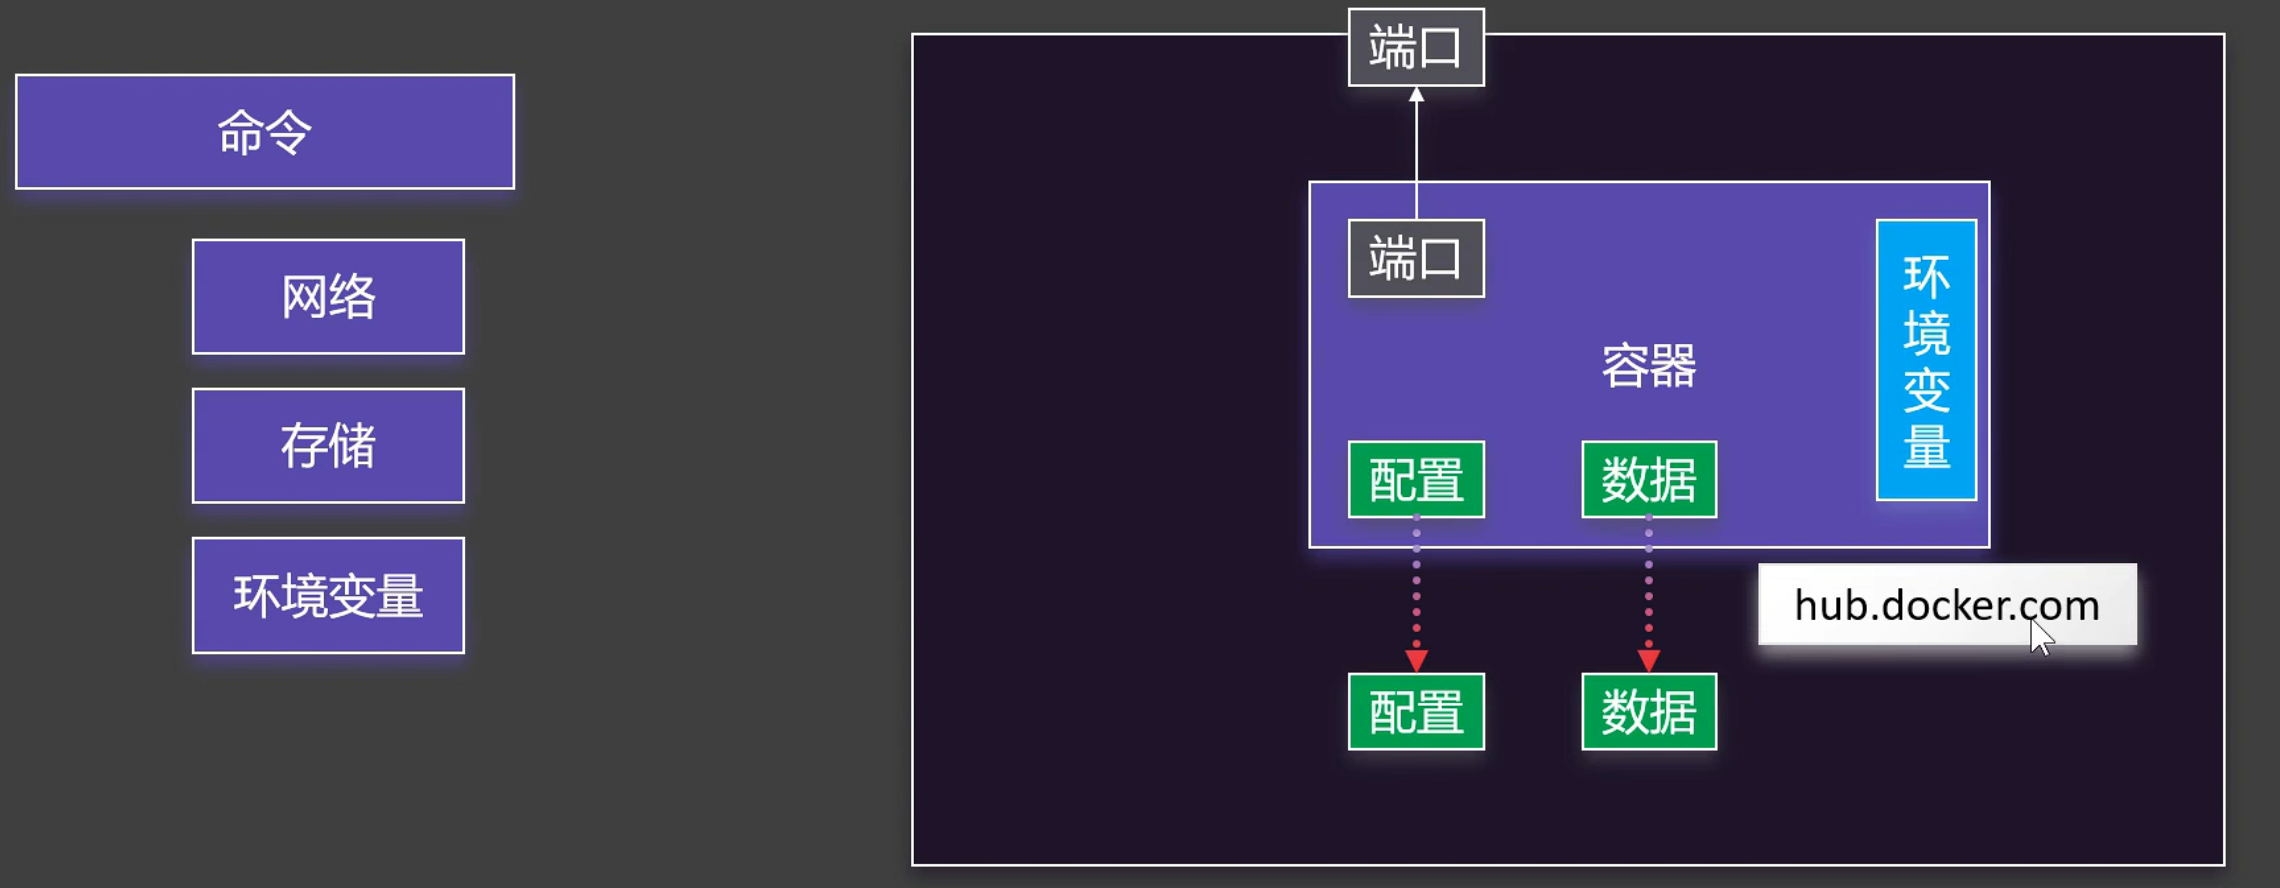 命令
网络
存储
环境变量
端口
端口
容器
环境变量
配置
数据
hub.docker.com
配置
数据